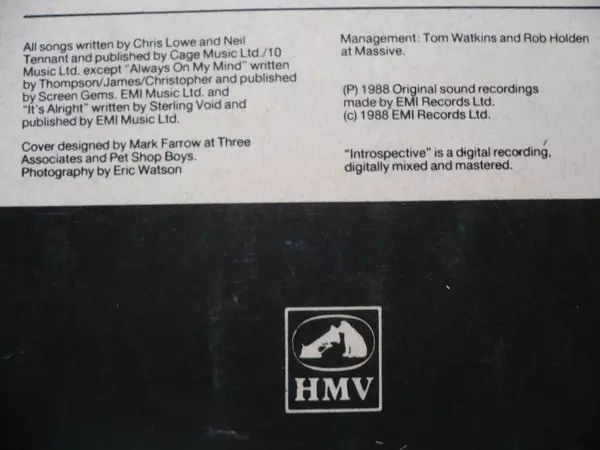 All songs written by Chris Lowe and Neil
Tennant and published by Cage Music Ltd./10
Music Ltd. except "Always On My Mind" written
by Thompson/James/Christopher and published
by Screen Gems. EMI Music Ltd. and
"It's Alright" written by Sterling Void and
published by EMI Music Ltd.
Cover designed by Mark Farrow at Three
Associates and Pet Shop Boys.
Photography by Eric Watson
Management: Tom Watkins and Rob Holden
at Massive.
(P) 1988 Original sound recordings
made by EMI Records Ltd.
(c) 1988 EMI Records Ltd.
"Introspective" is a digital recording,
digitally mixed and mastered.
HMV